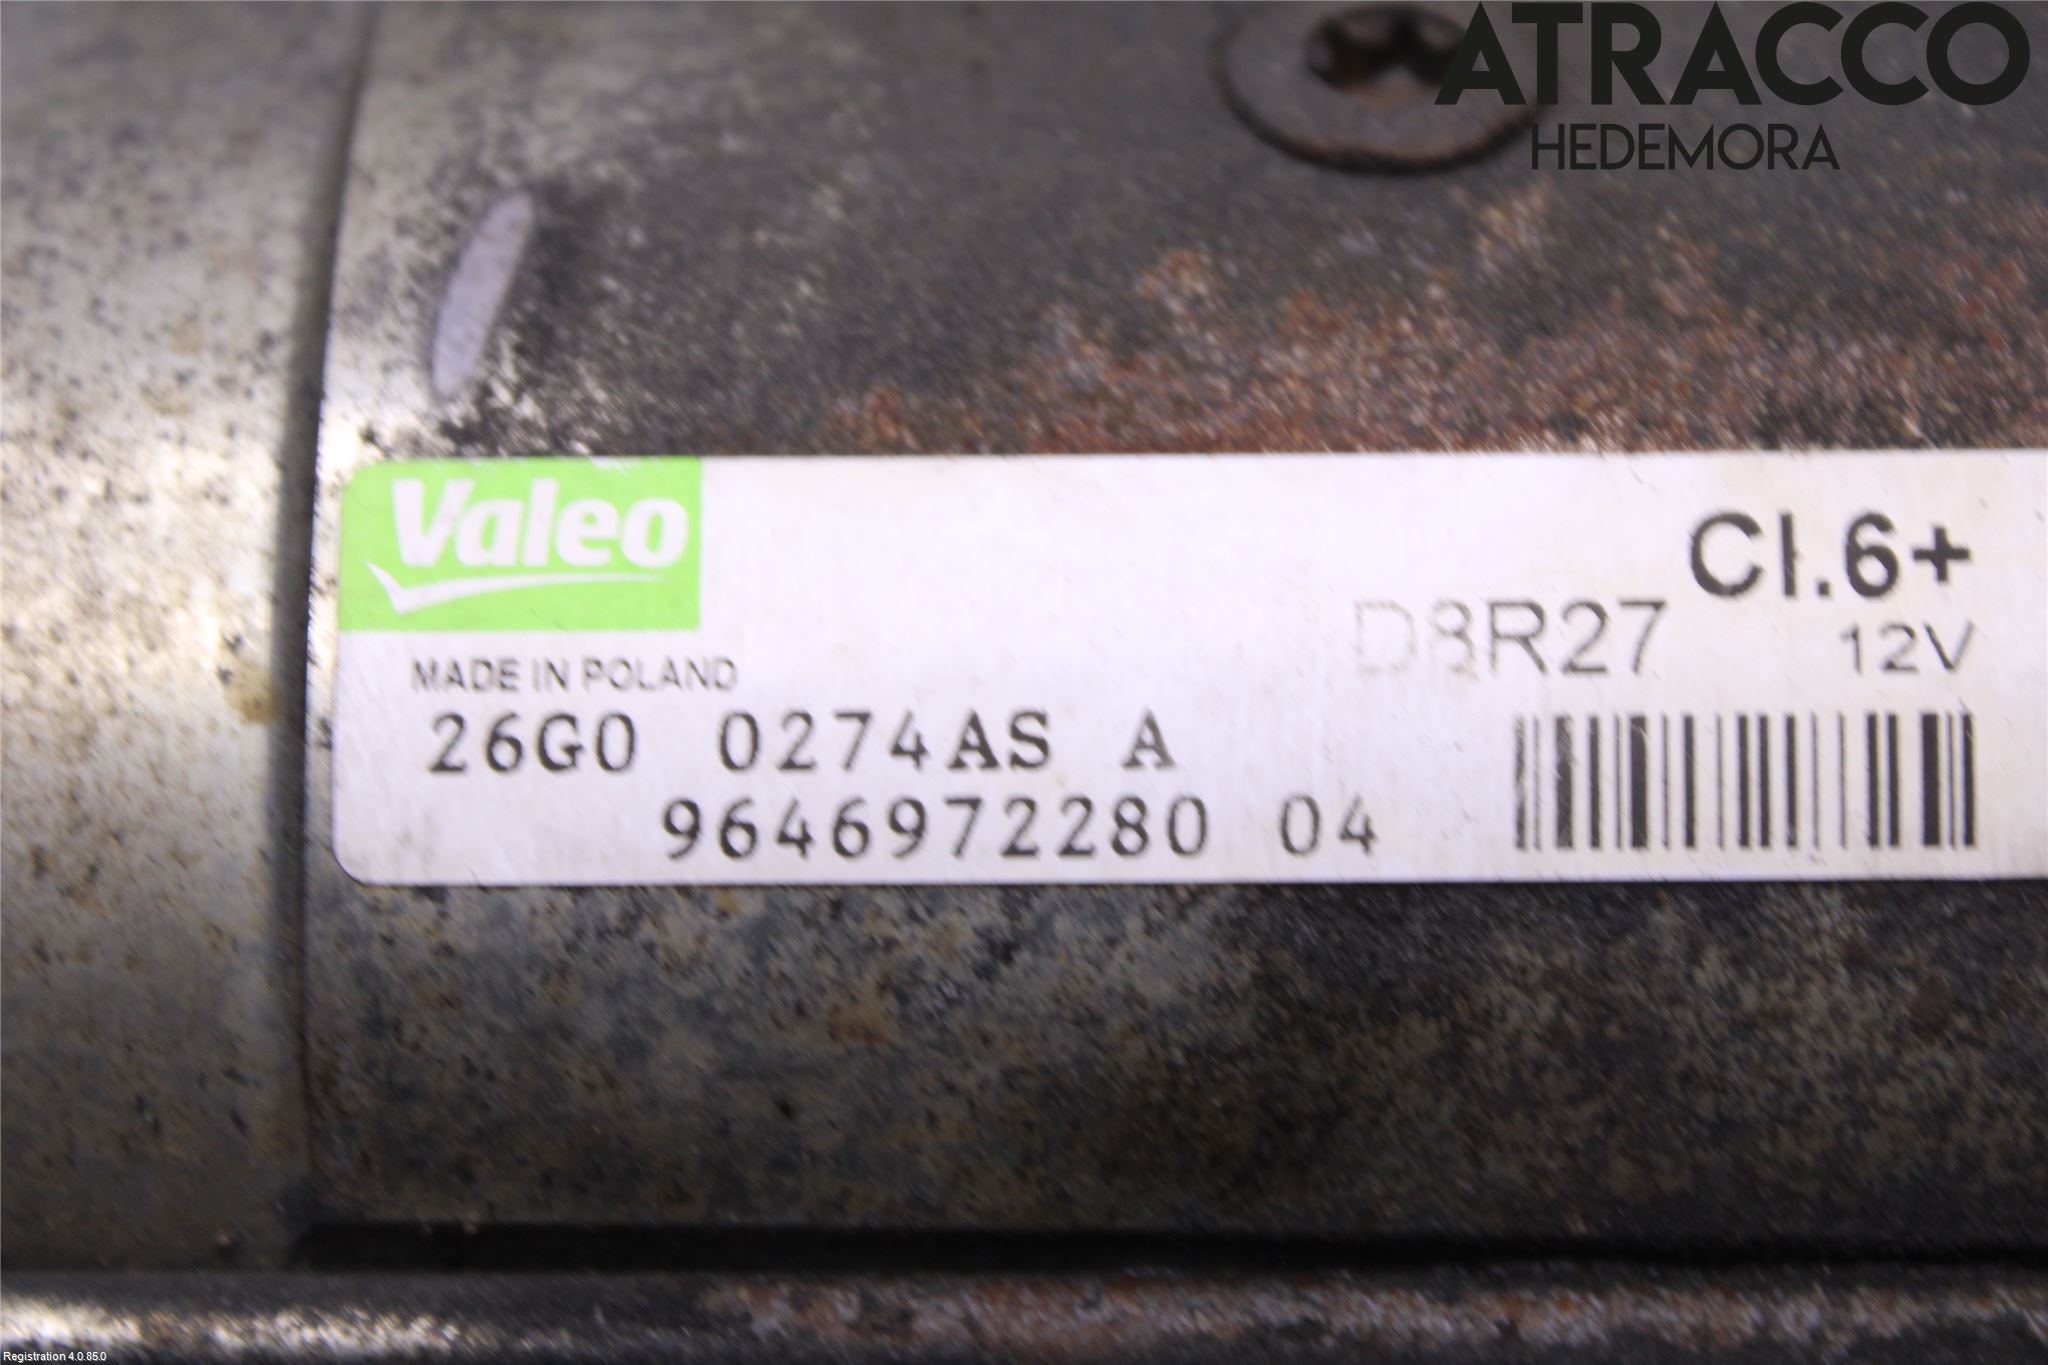 ATRACCO
HEDEMORA
Valeo
Cl.6+
D8R27
12V
MADE IN POLAND
26G0 0274AS A
9646972280 04
Registration 4.0.85.0